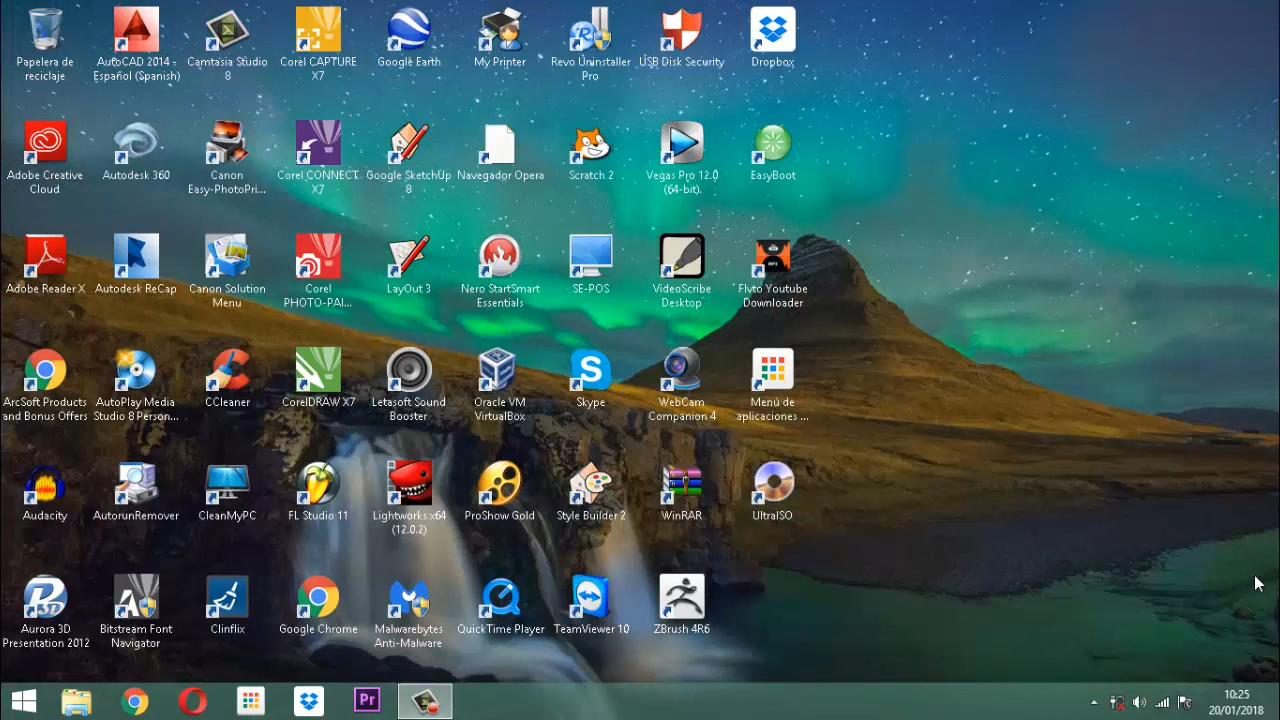 Papelera de
reciclaje
AutoCAD 2014 -
Español (Spanish)
Camtasia Studio
8
Corel CAPTURE
X7
Google Earth
My Printer
Revo Uninstaller
Pro
USB Disk Security
Dropbox
Adobe Creative
Cloud
Autodesk 360
Canon
Easy-PhotoPri...
Corel CONNECT
X7
Google SketchUp
8
Navegador Opera
Scratch 2
Vegas Pro 12.0
(64-bit)
EasyBoot
Adobe Reader X
Autodesk ReCap
Canon Solution
Menu
Corel
PHOTO-PAI...
LayOut 3
Nero StartSmart
Essentials
SE-POS
VideoScribe
Desktop
Flvto Youtube
Downloader
ArcSoft Products
and Bonus Offers
AutoPlay Media
Studio 8 Person...
CCleaner
CorelDRAW X7
Letasoft Sound
Booster
Oracle VM
VirtualBox
Skype
WebCam
Companion 4
Menú de
aplicaciones ...
Audacity
AutorunRemover
CleanMyPC
FL Studio 11
Lightworks x64
(12.0.2)
ProShow Gold
Style Builder 2
WinRAR
UltraISO
Aurora 3D
Presentation 2012
Bitstream Font
Navigator
Clinflix
Google Chrome
Malwarebytes
Anti-Malware
QuickTime Player
TeamViewer 10
ZBrush 4R6
Pr
10:25
20/01/2018